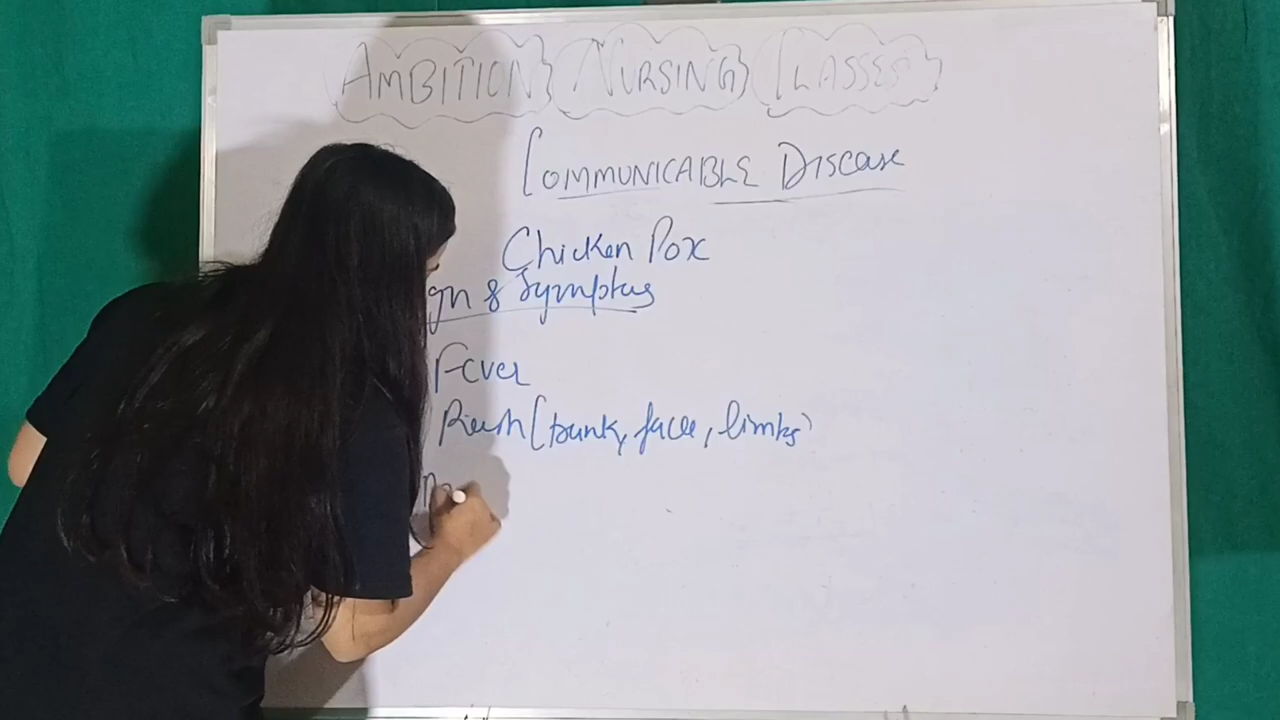 AMBITION NURSING CLASSES
COMMUNICABLE DISEASE
Chicken Pox
gn & Symptoms
Fever
Rash (trunk, face, limbs)